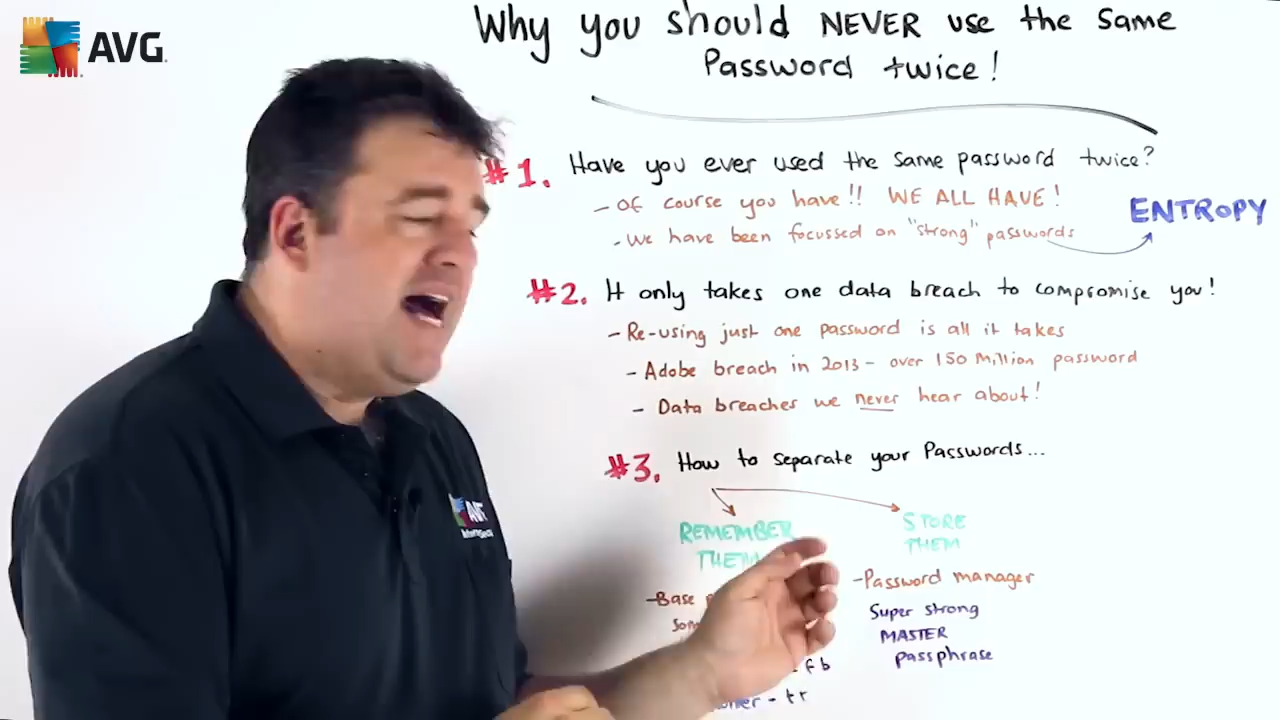 AVG
Why you should NEVER use the same
Password twice!
#1. Have you ever used the same password twice?
- Of course you have!! WE ALL HAVE!
- We have been focussed on "strong" passwords
ENTROPY
#2. It only takes one data breach to compromise you!
- Re-using just one password is all it takes
- Adobe breach in 2013 - over 150 Million password
- Data breaches we never hear about!
#3. How to separate your Passwords...
REMEMBER
THEM
- Base
STORE
THEM
- Password manager
Super strong
MASTER
passphrase
AVG
- fb
- tt